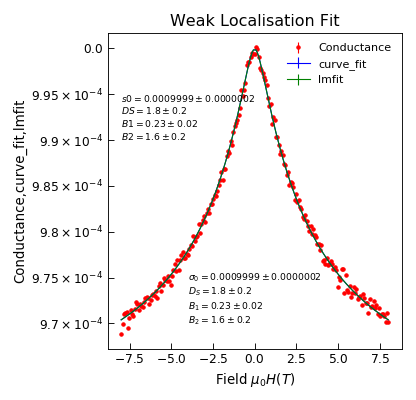 Weak Localisation Fit
Conductance,curve_fit,lmfit
0.0
9.95 × 10⁻⁴
9.9 × 10⁻⁴
9.85 × 10⁻⁴
9.8 × 10⁻⁴
9.75 × 10⁻⁴
9.7 × 10⁻⁴
Conductance
curve_fit
lmfit
s0 = 0.0009999 ± 0.0000002
DS = 1.8 ± 0.2
B1 = 0.23 ± 0.02
B2 = 1.6 ± 0.2
σ₀ = 0.0009999 ± 0.0000002
D_S = 1.8 ± 0.2
B₁ = 0.23 ± 0.02
B₂ = 1.6 ± 0.2
−7.5 −5.0 −2.5 0.0 2.5 5.0 7.5
Field μ₀H(T)